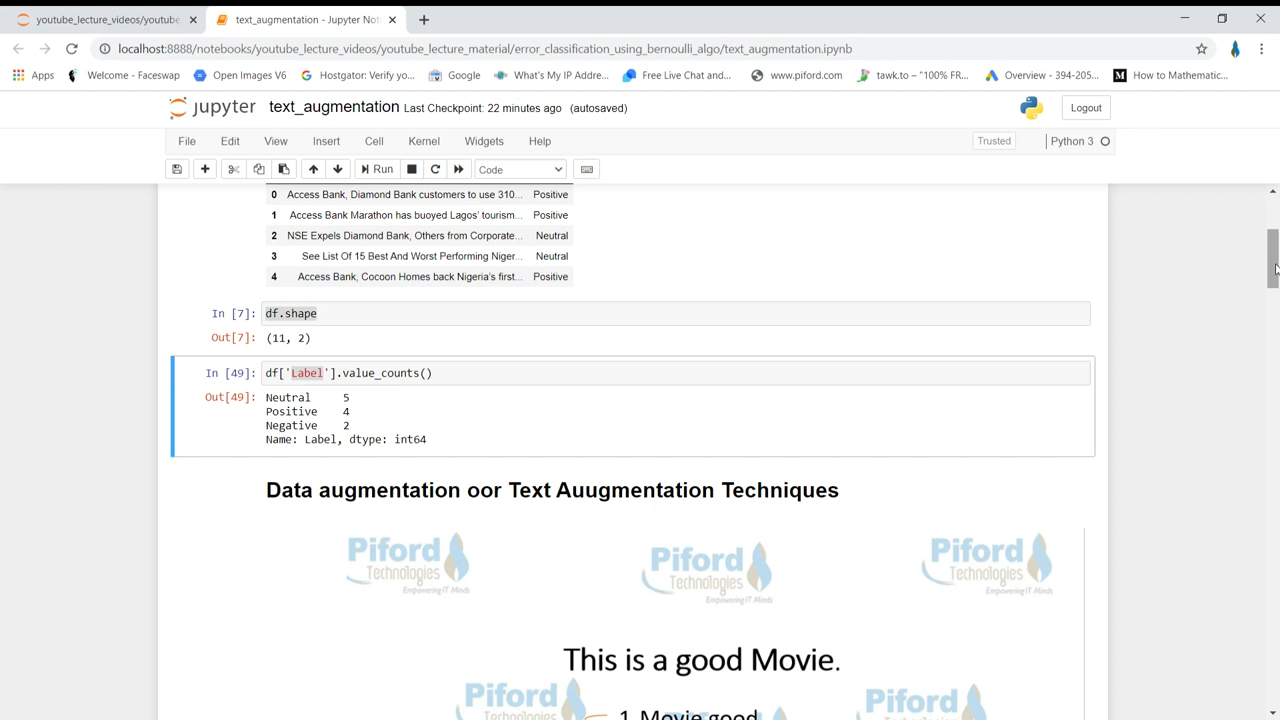 youtube_lecture_videos/youtube_
text_augmentation - Jupyter Not
localhost:8888/notebooks/youtube_lecture_videos/youtube_lecture_material/error_classification_using_bernoulli_algo/text_augmentation.ipynb
Apps
Welcome - Faceswap
Open Images V6
Hostgator: Verify yo...
Google
What's My IP Addre...
Free Live Chat and...
www.piford.com
tawk.to – "100% FR...
Overview - 394-205...
How to Mathematic...
jupyter text_augmentation Last Checkpoint: 22 minutes ago (autosaved)
Logout
File Edit View Insert Cell Kernel Widgets Help
Trusted Python 3
Run Code
0 Access Bank, Diamond Bank customers to use 310... Positive
1 Access Bank Marathon has buoyed Lagos' tourism... Positive
2 NSE Expels Diamond Bank, Others from Corporate... Neutral
3 See List Of 15 Best And Worst Performing Niger... Neutral
4 Access Bank, Cocoon Homes back Nigeria's first... Positive
In [7]: df.shape
Out[7]: (11, 2)
In [49]: df['Label'].value_counts()
Out[49]: Neutral 5
Positive 4
Negative 2
Name: Label, dtype: int64
Data augmentation oor Text Auugmentation Techniques
Piford Technologies Empowering IT Minds
Piford Technologies Empowering IT Minds
Piford Technologies Empowering IT Minds
This is a good Movie.
Piford Technologies
Piford Technologies
1. Movie good